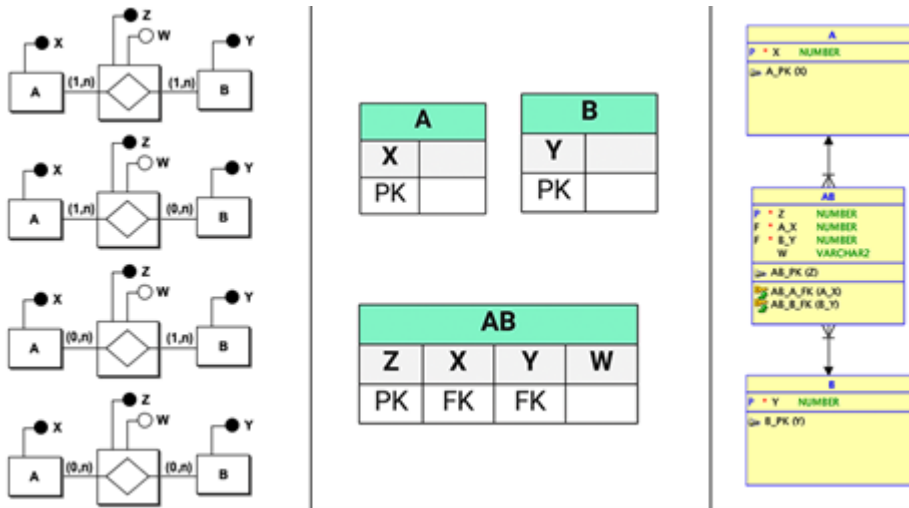 Z
X W Y
A (1,n) (1,n) B
Z
X W Y
A (1,n) (0,n) B
Z
X W Y
A (0,n) (1,n) B
Z
X W Y
A (0,n) (0,n) B
A
X
PK
B
Y
PK
AB
Z X Y W
PK FK FK
A
P * X NUMBER
A_PK (X)
AB
P * Z NUMBER
F * A_X NUMBER
F * B_Y NUMBER
W VARCHAR2
AB_PK (Z)
AB_A_FK (A_X)
AB_B_FK (B_Y)
B
P * Y NUMBER
B_PK (Y)